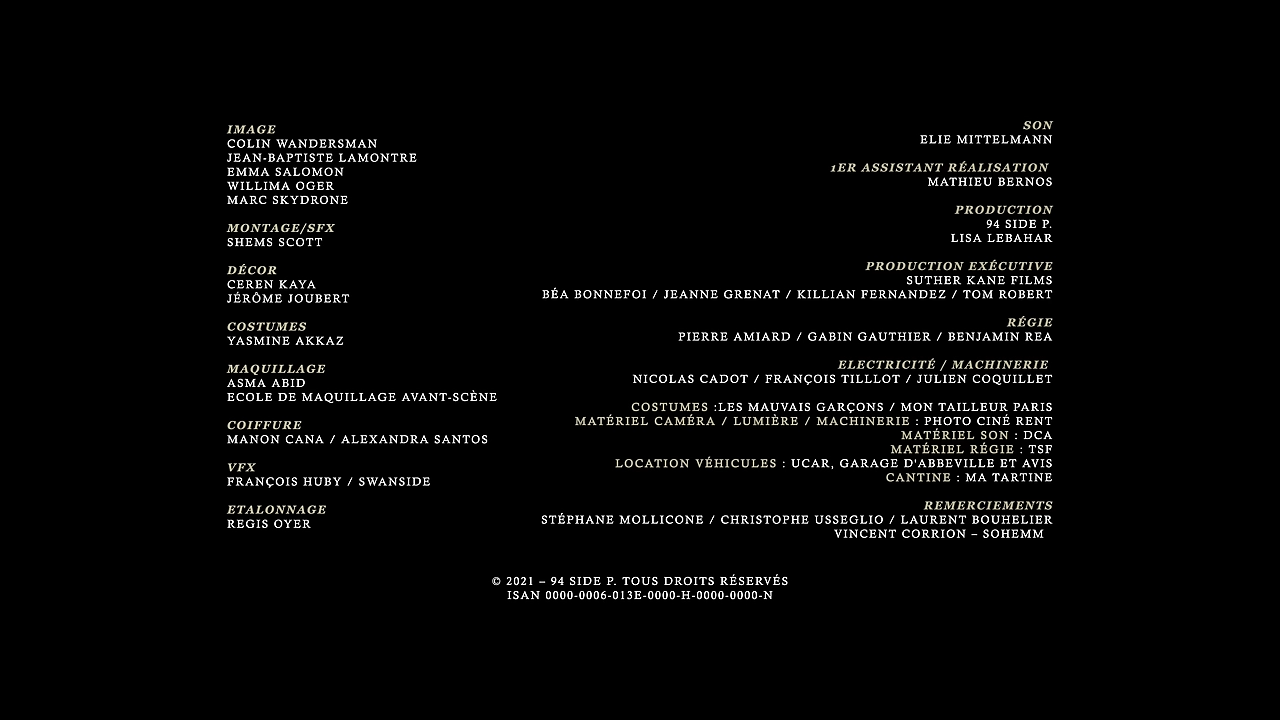 IMAGE
COLIN WANDERSMAN
JEAN-BAPTISTE LAMONTRE
EMMA SALOMON
WILLIMA OGER
MARC SKYDRONE
MONTAGE/SFX
SHEMS SCOTT
DÉCOR
CEREN KAYA
JÉRÔME JOUBERT
COSTUMES
YASMINE AKKAZ
MAQUILLAGE
ASMA ABID
ECOLE DE MAQUILLAGE AVANT-SCÈNE
COIFFURE
MANON CANA / ALEXANDRA SANTOS
VFX
FRANÇOIS HUBY / SWANSIDE
ETALONNAGE
REGIS OYER
SON
ELIE MITTELMANN
1ER ASSISTANT RÉALISATION
MATHIEU BERNOS
PRODUCTION
94 SIDE P.
LISA LEBAHAR
PRODUCTION EXÉCUTIVE
SUTHER KANE FILMS
BÉA BONNEFOI / JEANNE GRENAT / KILLIAN FERNANDEZ / TOM ROBERT
RÉGIE
PIERRE AMIARD / GABIN GAUTHIER / BENJAMIN REA
ELECTRICITÉ / MACHINERIE
NICOLAS CADOT / FRANÇOIS TILLLOT / JULIEN COQUILLET
COSTUMES :LES MAUVAIS GARÇONS / MON TAILLEUR PARIS
MATÉRIEL CAMÉRA / LUMIÈRE / MACHINERIE : PHOTO CINÉ RENT
MATÉRIEL SON : DCA
MATÉRIEL RÉGIE : TSF
LOCATION VÉHICULES : UCAR, GARAGE D'ABBEVILLE ET AVIS
CANTINE : MA TARTINE
REMERCIEMENTS
STÉPHANE MOLLICONE / CHRISTOPHE USSEGLIO / LAURENT BOUHELIER
VINCENT CORRION – SOHEMM
© 2021 – 94 SIDE P. TOUS DROITS RÉSERVÉS
ISAN 0000-0006-013E-0000-H-0000-0000-N